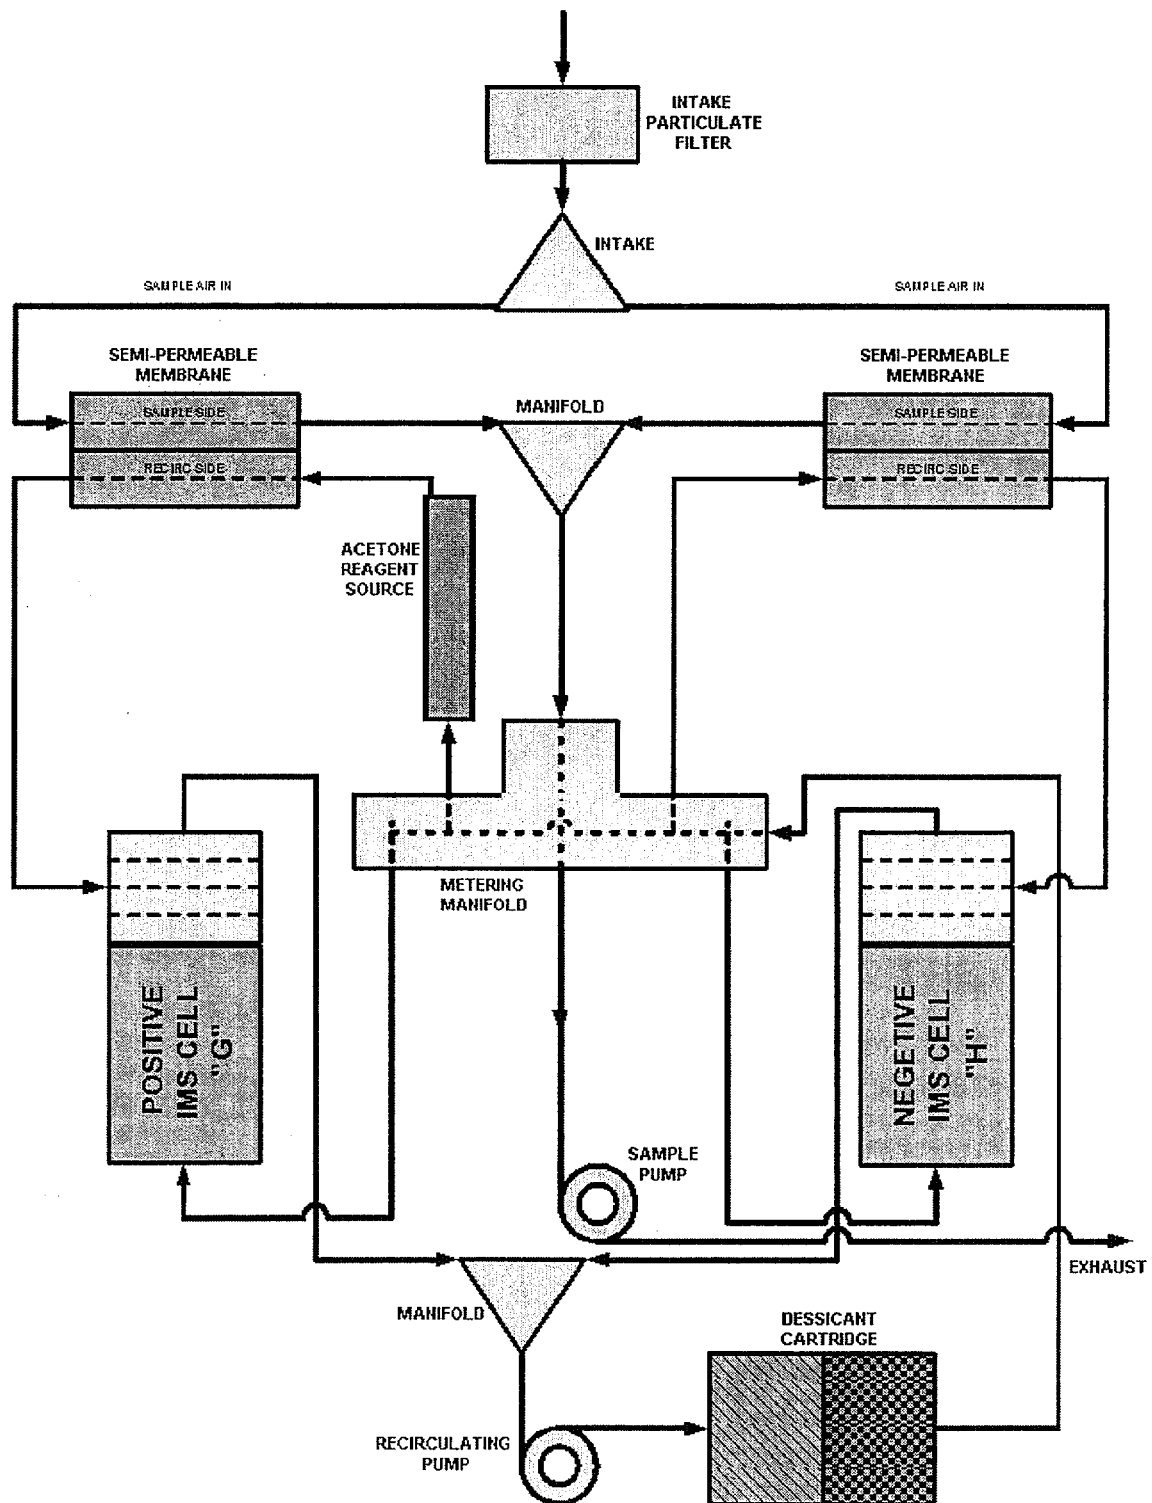 INTAKE
PARTICULATE
FILTER
INTAKE
SAMPLE AIR IN
SAMPLE AIR IN
SEMI-PERMEABLE
MEMBRANE
SEMI-PERMEABLE
MEMBRANE
MANIFOLD
SAMPLE SIDE
SAMPLE SIDE
RECIRC SIDE
RECIRC SIDE
ACETONE
REAGENT
SOURCE
METERING
MANIFOLD
POSITIVE
IMS CELL
"G"
NEGETIVE
IMS CELL
"H"
SAMPLE
PUMP
EXHAUST
MANIFOLD
DESSICANT
CARTRIDGE
RECIRCULATING
PUMP